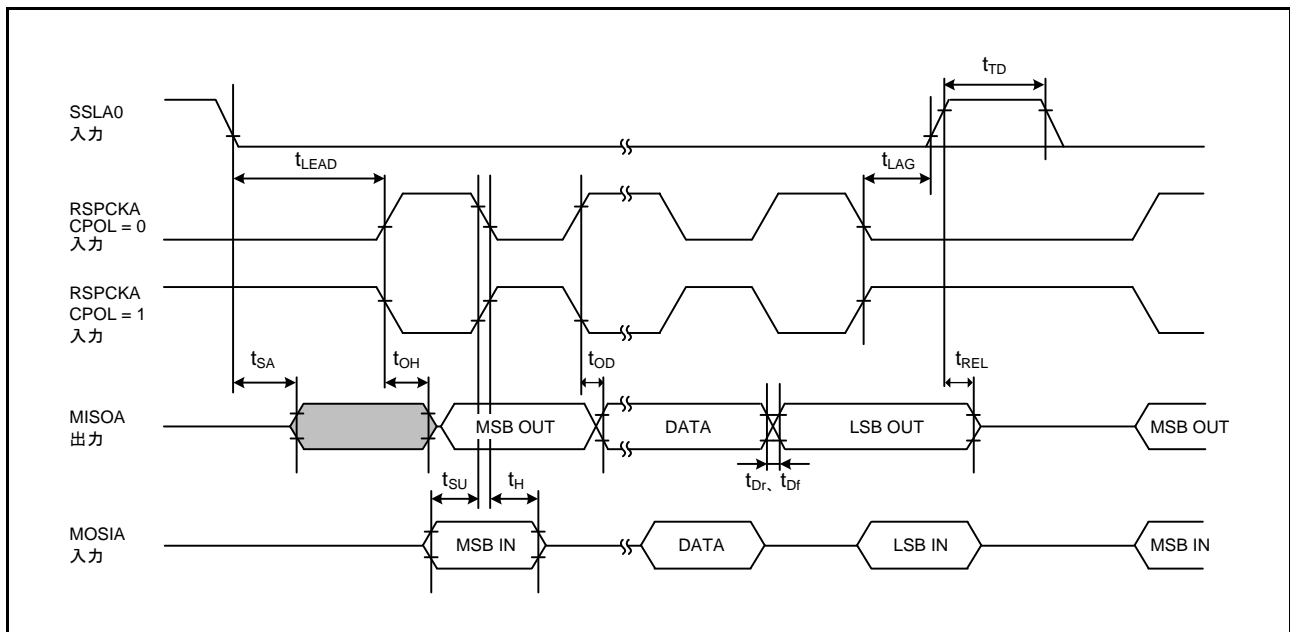 SSLA0
入力
tTD
tLEAD
tLAG
RSPCKA
CPOL = 0
入力
RSPCKA
CPOL = 1
入力
tSA
tOH
tOD
tREL
MISOA
出力
MSB OUT
DATA
LSB OUT
MSB OUT
tSU
tH
tDr、tDf
MOSIA
入力
MSB IN
DATA
LSB IN
MSB IN